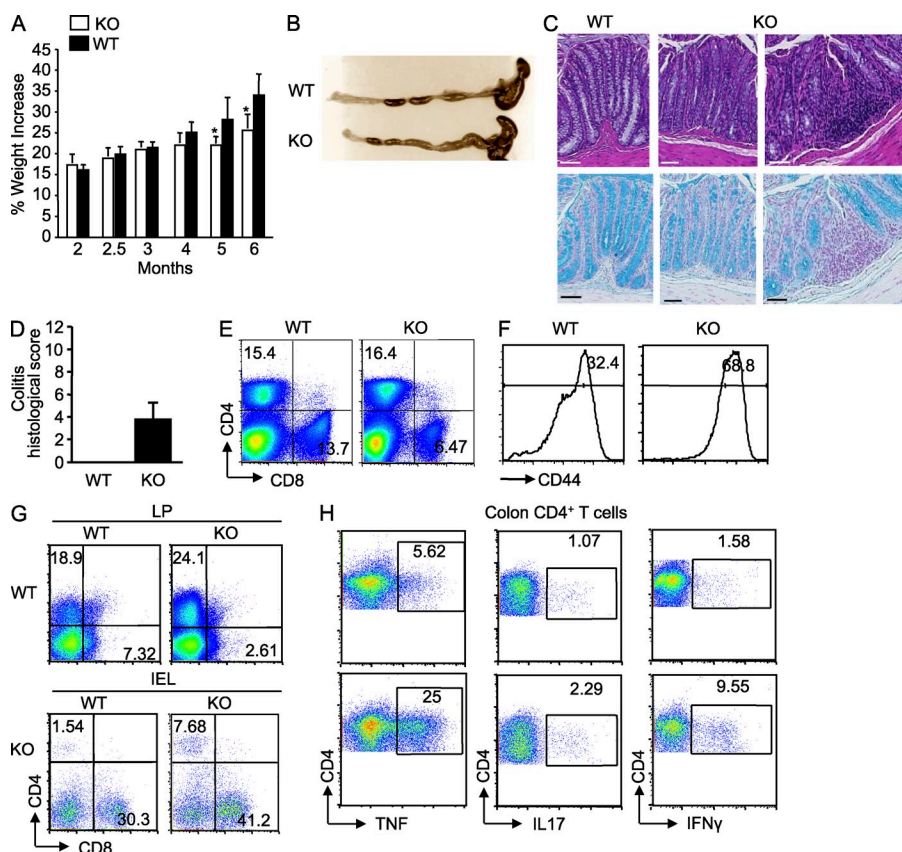 A
KO
WT
% Weight Increase
45
40
35
30
25
20
15
10
5
0
* *
2 2.5 3 4 5 6
Months
B
WT
KO
C
WT KO
D
Colitis
histological score
12
10
8
6
4
2
0
WT KO
E
WT KO
15.4 16.4
13.7 6.47
CD4
CD8
F
WT KO
32.4 68.8
CD44
G
LP
WT KO
WT
18.9 24.1
7.32 2.61
IEL
WT KO
KO
1.54 7.68
30.3 41.2
CD4
CD8
H
Colon CD4+ T cells
5.62 1.07 1.58
25 2.29 9.55
CD4 CD4 CD4
TNF IL17 IFNγ